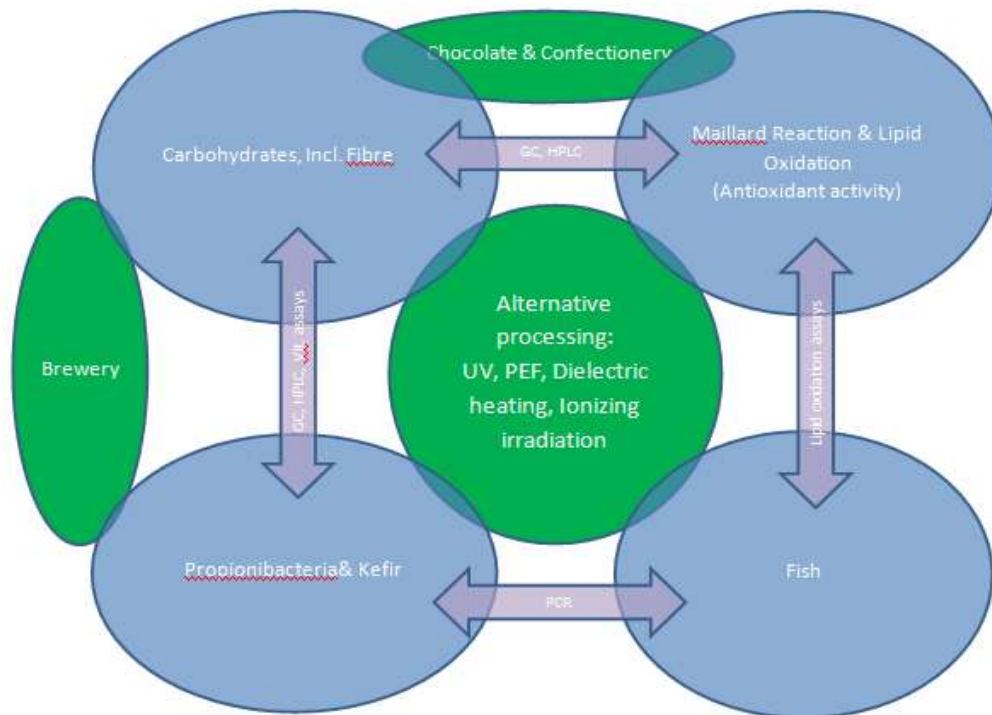 Chocolate & Confectionery
Carbohydrates, Incl. Fibre
GC, HPLC
Maillard Reaction & Lipid
Oxidation
(Antioxidant activity)
Brewery
GC, HPLC, VIL assays
Alternative
processing:
UV, PEF, Dielectric
heating, Ionizing
irradiation
Lipid oxidation assays
Propionibacteria& Kefir
PCR
Fish